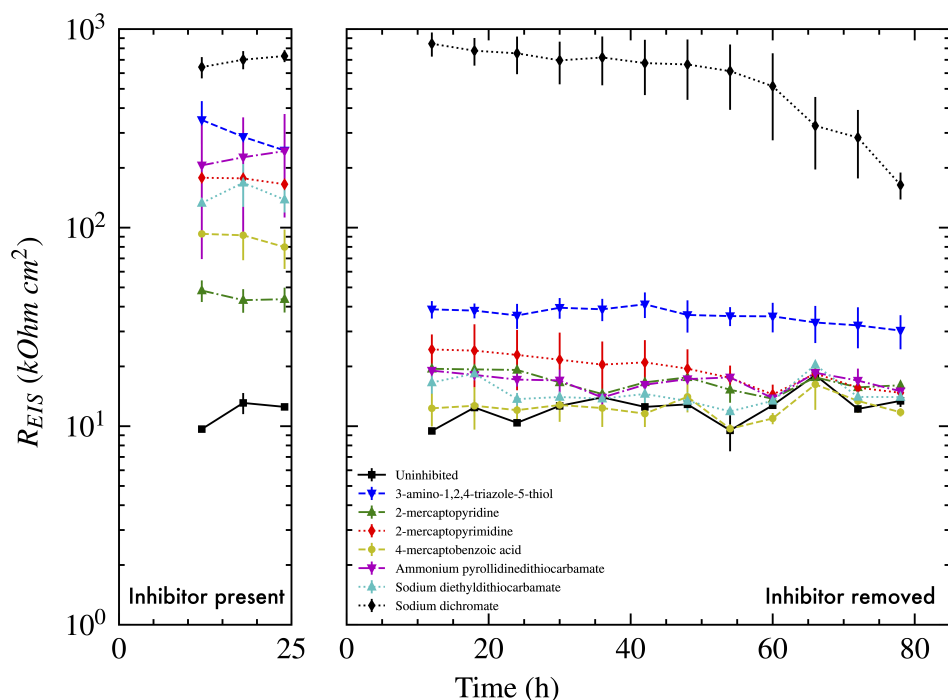 10³
10²
10¹
10⁰
R_EIS (kOhm cm²)
Inhibitor present
0
25
Uninhibited
3-amino-1,2,4-triazole-5-thiol
2-mercaptopyridine
2-mercaptopyrimidine
4-mercaptobenzoic acid
Ammonium pyrollidinedithiocarbamate
Sodium diethyldithiocarbamate
Sodium dichromate
Inhibitor removed
0
20
40
60
80
Time (h)